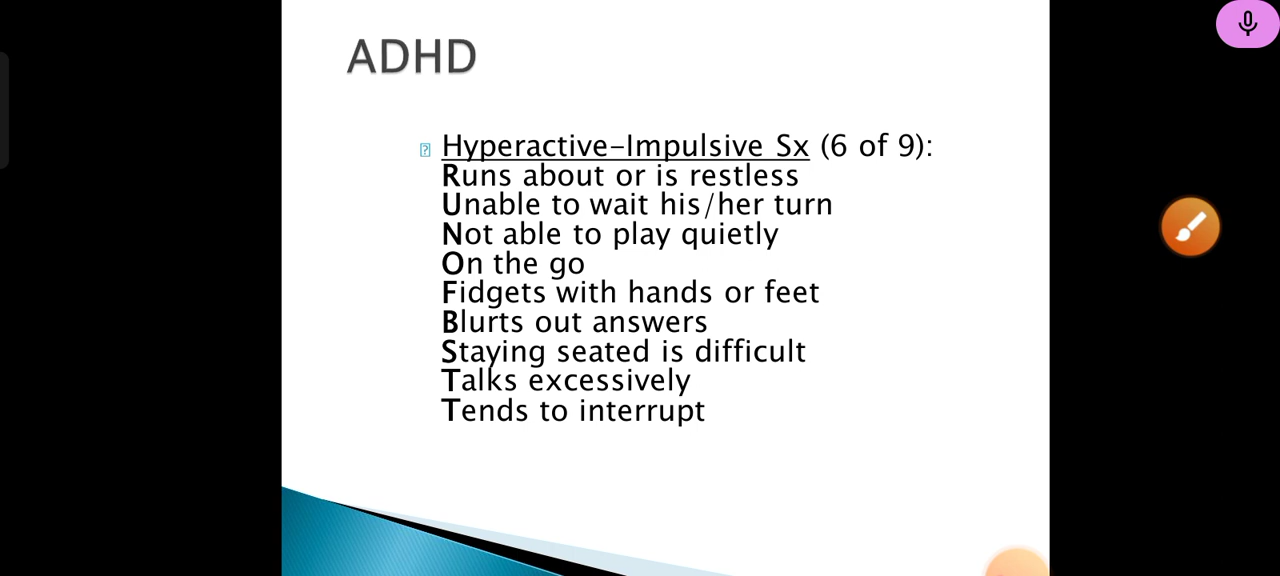 ADHD
Hyperactive-Impulsive Sx (6 of 9):
Runs about or is restless
Unable to wait his/her turn
Not able to play quietly
On the go
Fidgets with hands or feet
Blurts out answers
Staying seated is difficult
Talks excessively
Tends to interrupt